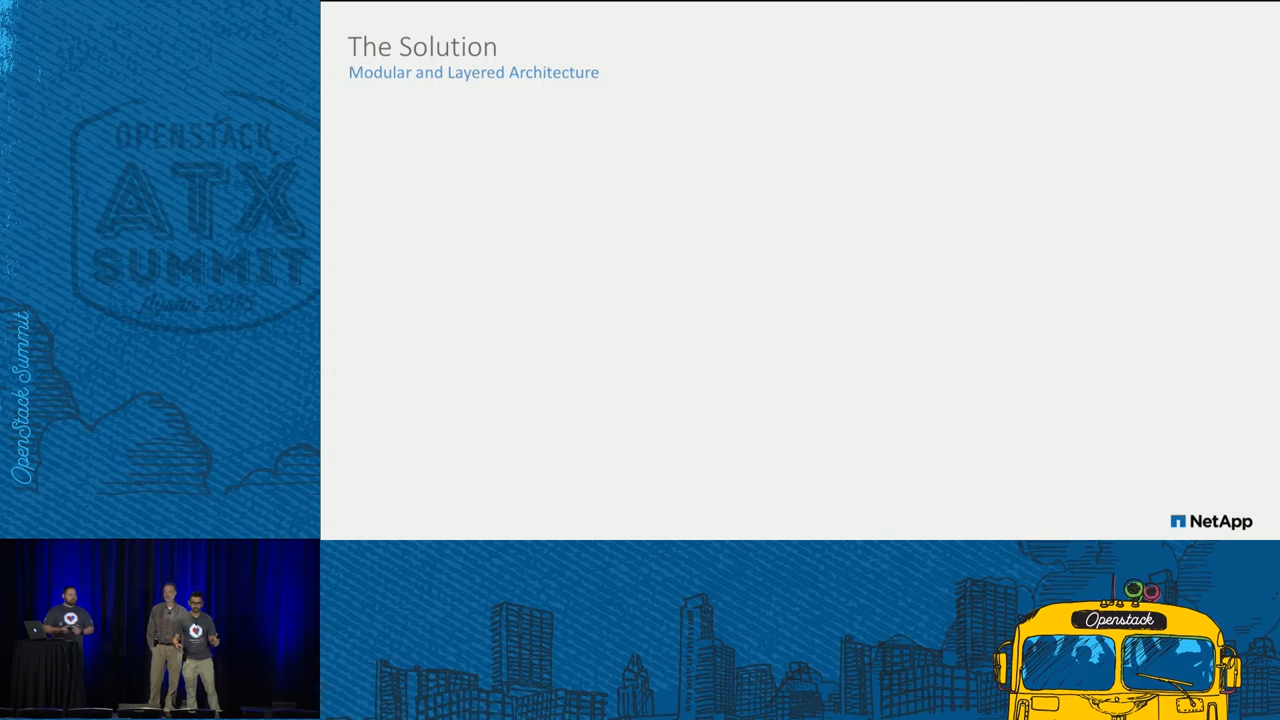 The Solution
Modular and Layered Architecture
OPENSTACK
ATX
SUMMIT
Austin 2016
OpenStack Summit
NetApp
Openstack